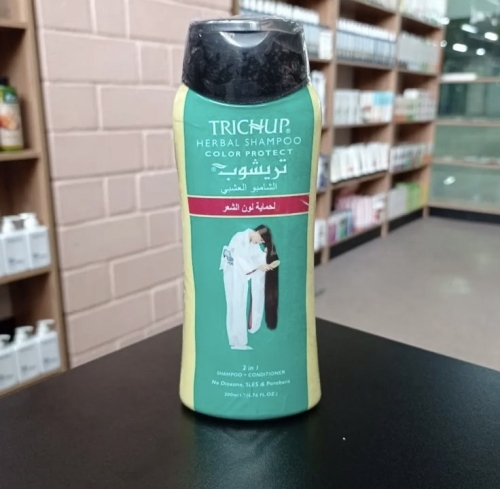 TRICHUP®
HERBAL SHAMPOO
COLOR PROTECT
تريشوب®
الشامبو العشبي
لحماية لون الشعر
2 in 1
SHAMPOO + CONDITIONER
No Dioxane, SLES & Parabens